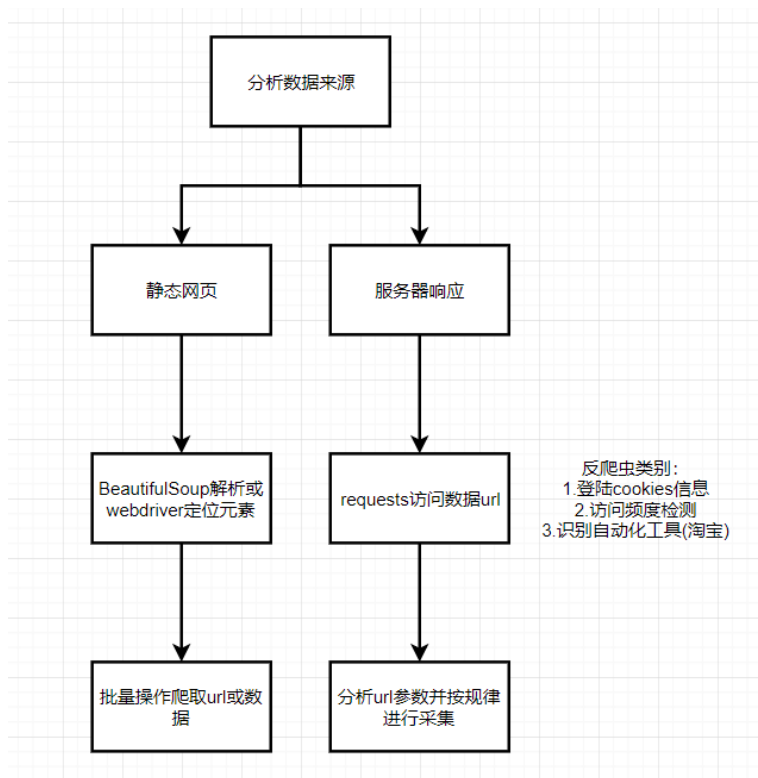 分析数据来源
静态网页
服务器响应
BeautifulSoup解析或
webdriver定位元素
requests访问数据url
反爬虫类别：
1.登陆cookies信息
2.访问频度检测
3.识别自动化工具(淘宝)
批量操作爬取url或数
据
分析url参数并按规律
进行采集